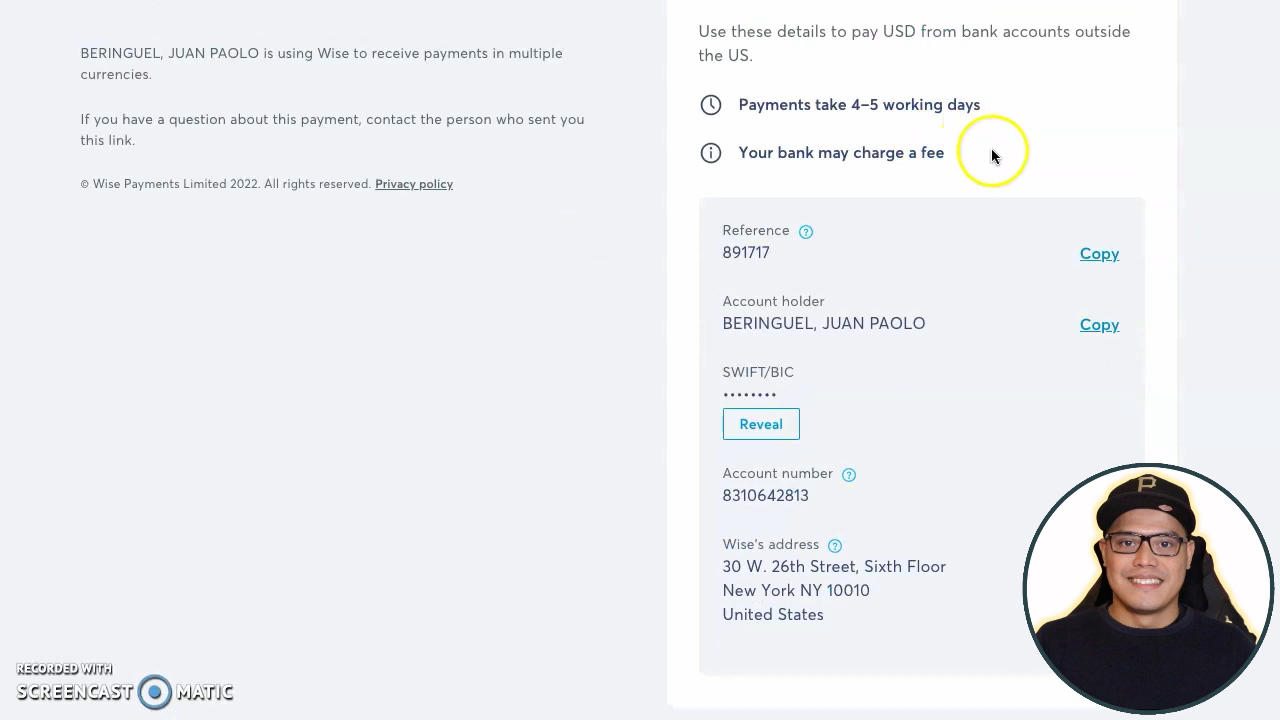 BERINGUEL, JUAN PAOLO is using Wise to receive payments in multiple
currencies.
If you have a question about this payment, contact the person who sent you
this link.
© Wise Payments Limited 2022. All rights reserved. Privacy policy
Use these details to pay USD from bank accounts outside
the US.
Payments take 4–5 working days
Your bank may charge a fee
Reference ?
891717
Copy
Account holder
BERINGUEL, JUAN PAOLO
Copy
SWIFT/BIC
••••••••
Reveal
Account number ?
8310642813
Wise's address ?
30 W. 26th Street, Sixth Floor
New York NY 10010
United States
P
RECORDED WITH
SCREENCAST MATIC